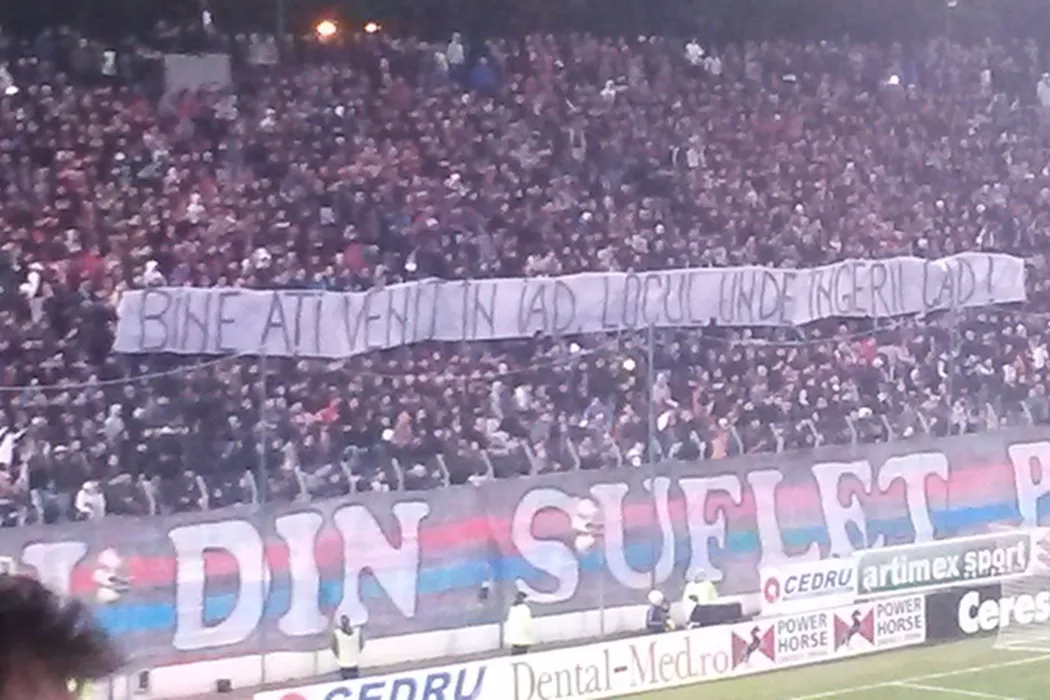 BINE ATI VENIT IN IAD, LOCUL UNDE INGERII CAD!
DIN SUFLET P
CEDRU artimex sport
POWER HORSE POWER HORSE Ceres
CEDRU Dental-Med.ro